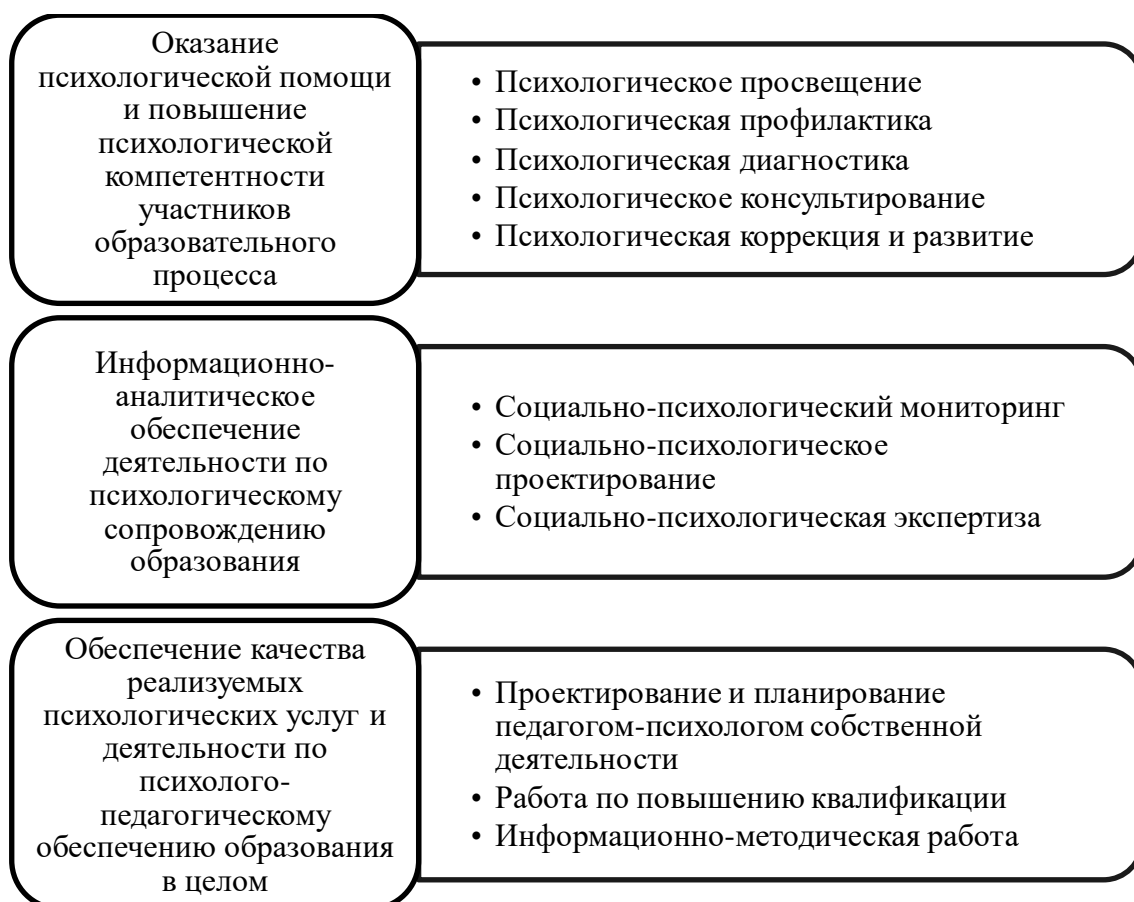 Оказание
психологической помощи
и повышение
психологической
компетентности
участников
образовательного
процесса
• Психологическое просвещение
• Психологическая профилактика
• Психологическая диагностика
• Психологическое консультирование
• Психологическая коррекция и развитие
Информационно-
аналитическое
обеспечение
деятельности по
психологическому
сопровождению
образования
• Социально-психологический мониторинг
• Социально-психологическое
проектирование
• Социально-психологическая экспертиза
Обеспечение качества
реализуемых
психологических услуг и
деятельности по
психолого-
педагогическому
обеспечению образования
в целом
• Проектирование и планирование
педагогом-психологом собственной
деятельности
• Работа по повышению квалификации
• Информационно-методическая работа